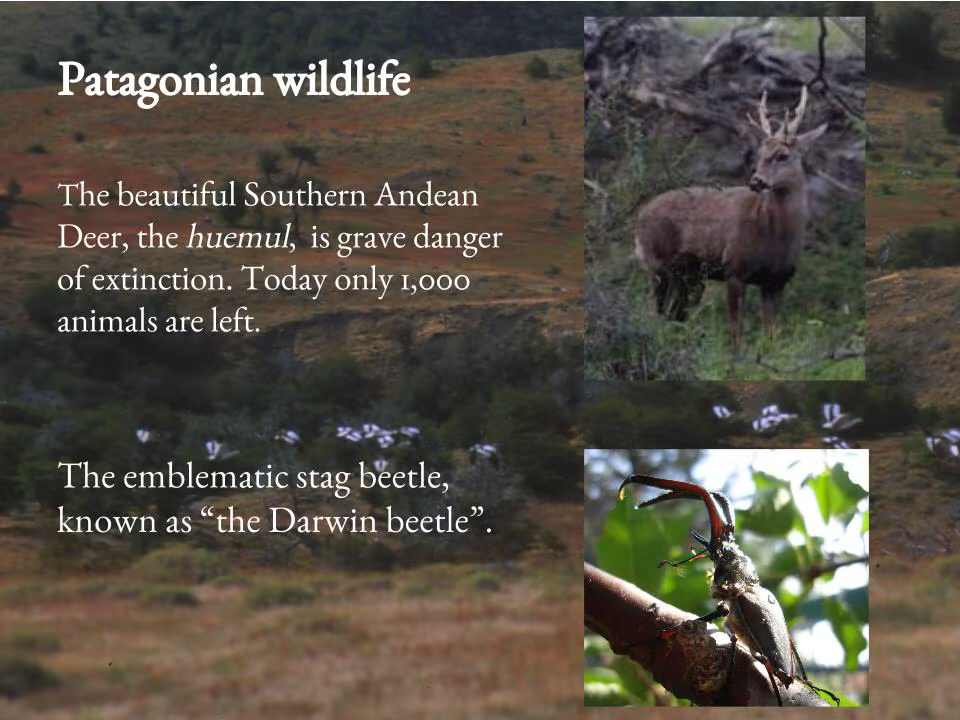 Patagonian wildlife
The beautiful Southern Andean
Deer, the huemul,  is grave danger
of extinction. Today only 1,000
animals are left.
The emblematic stag beetle,
known as “the Darwin beetle”.